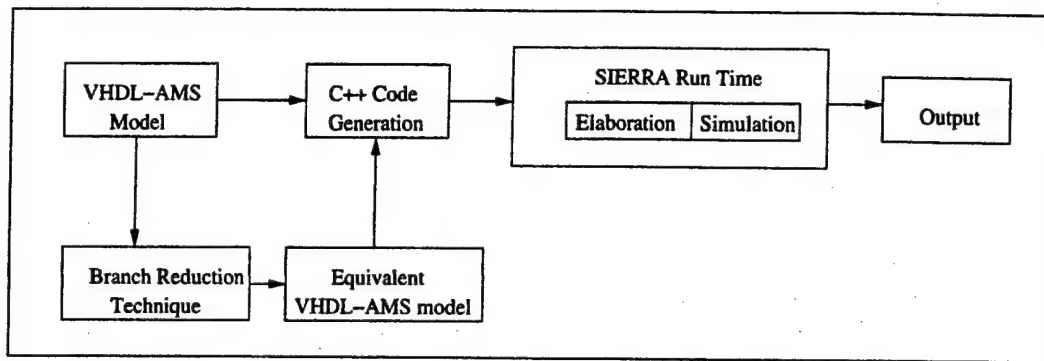 VHDL-AMS
Model
C++ Code
Generation
SIERRA Run Time
Elaboration
Simulation
Output
Branch Reduction
Technique
Equivalent
VHDL-AMS model